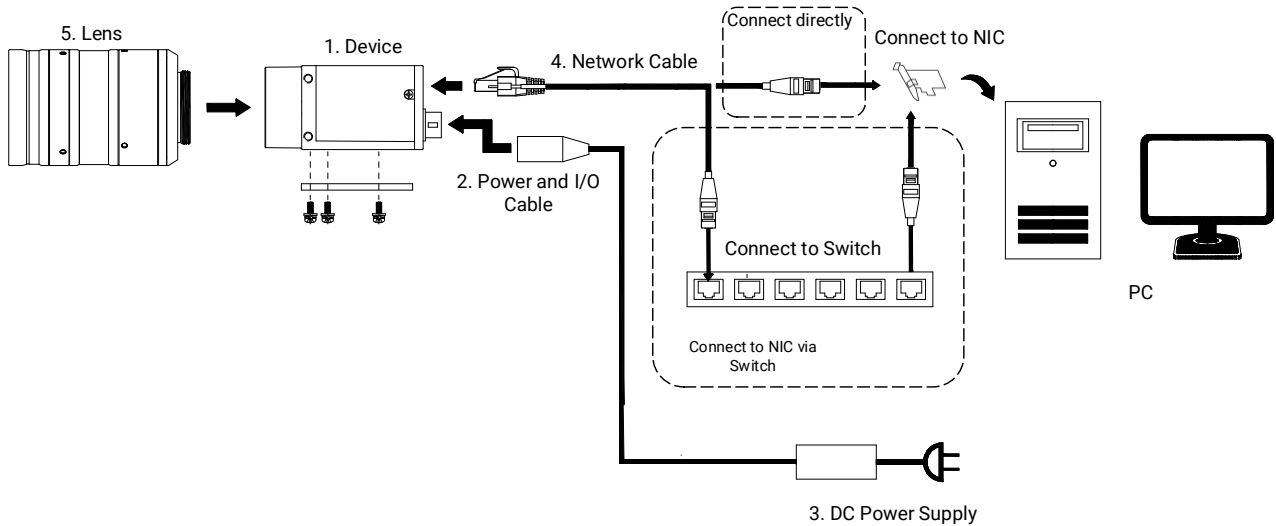 Connect directly
5. Lens
1. Device
Connect to NIC
4. Network Cable
2. Power and I/O
Cable
Connect to Switch
PC
Connect to NIC via
Switch
3. DC Power Supply